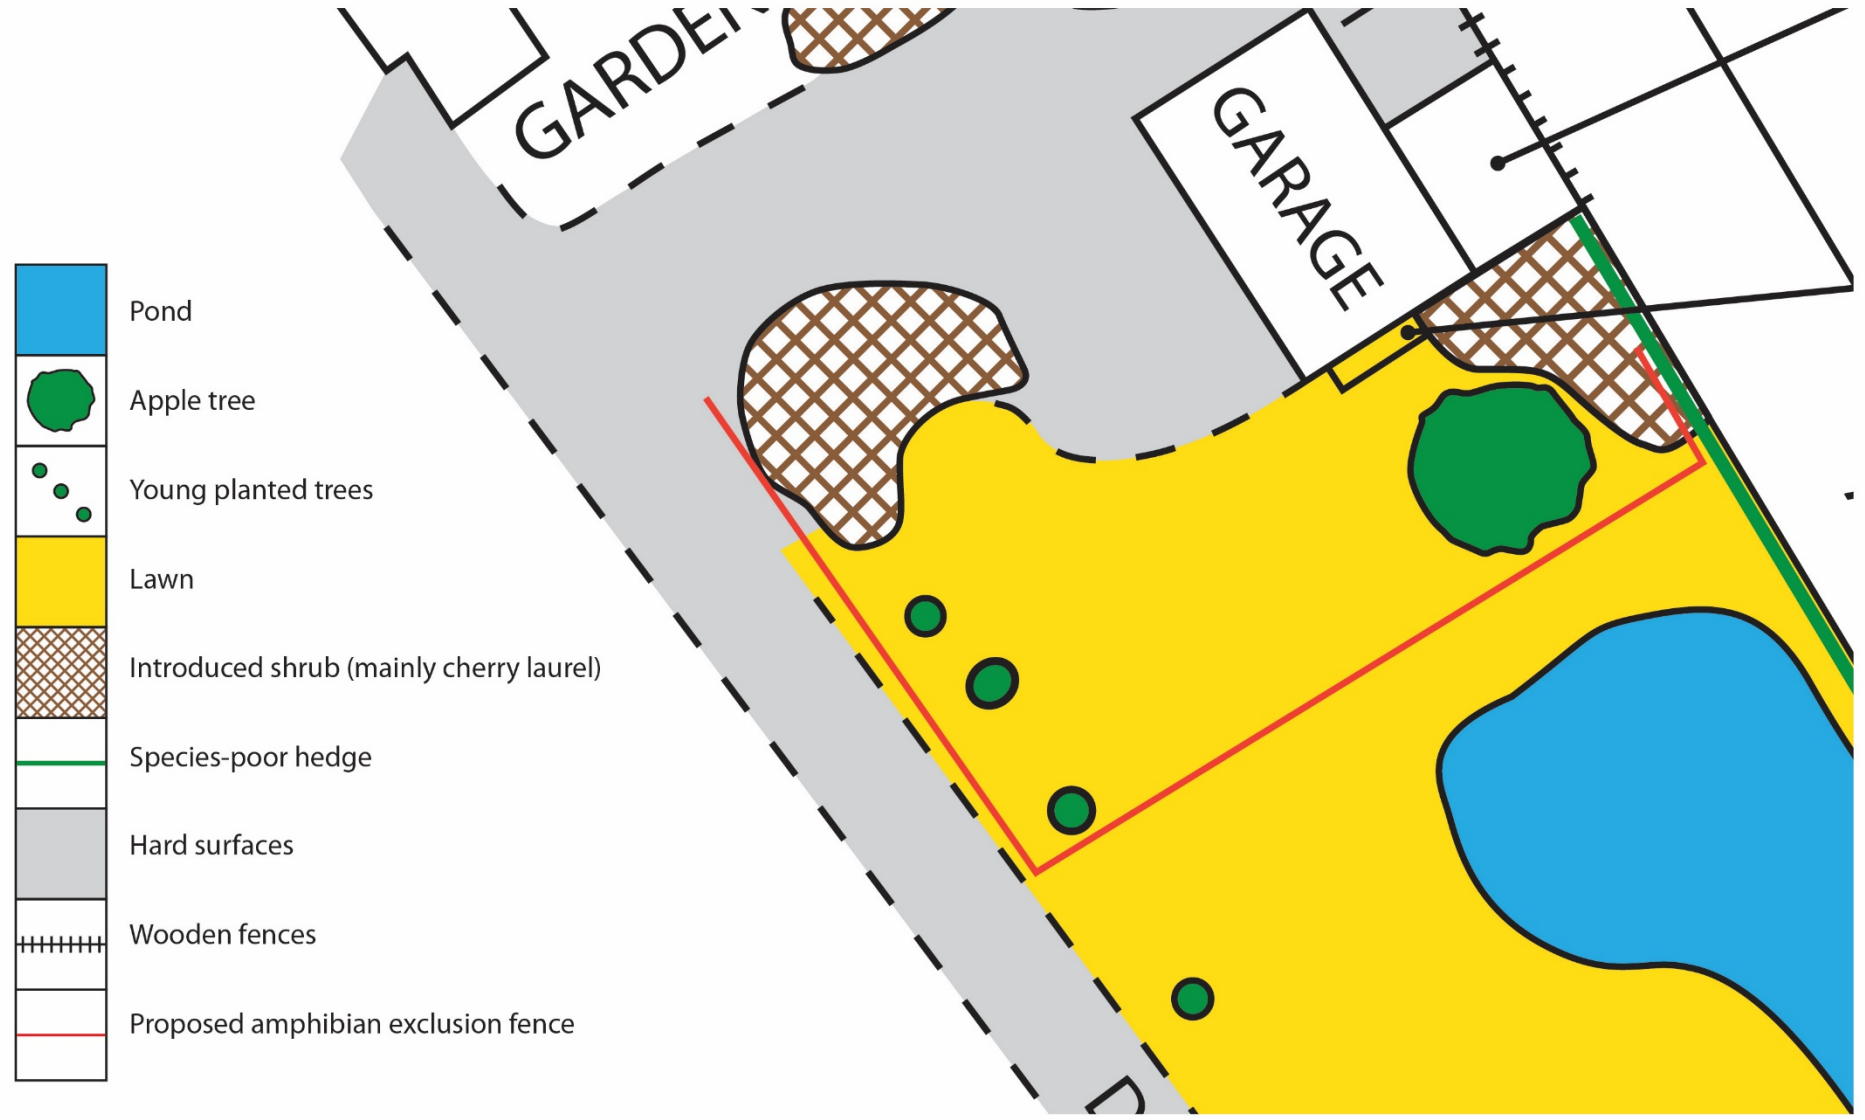 GARDEN
GARAGE
Pond
Apple tree
Young planted trees
Lawn
Introduced shrub (mainly cherry laurel)
Species-poor hedge
Hard surfaces
Wooden fences
Proposed amphibian exclusion fence